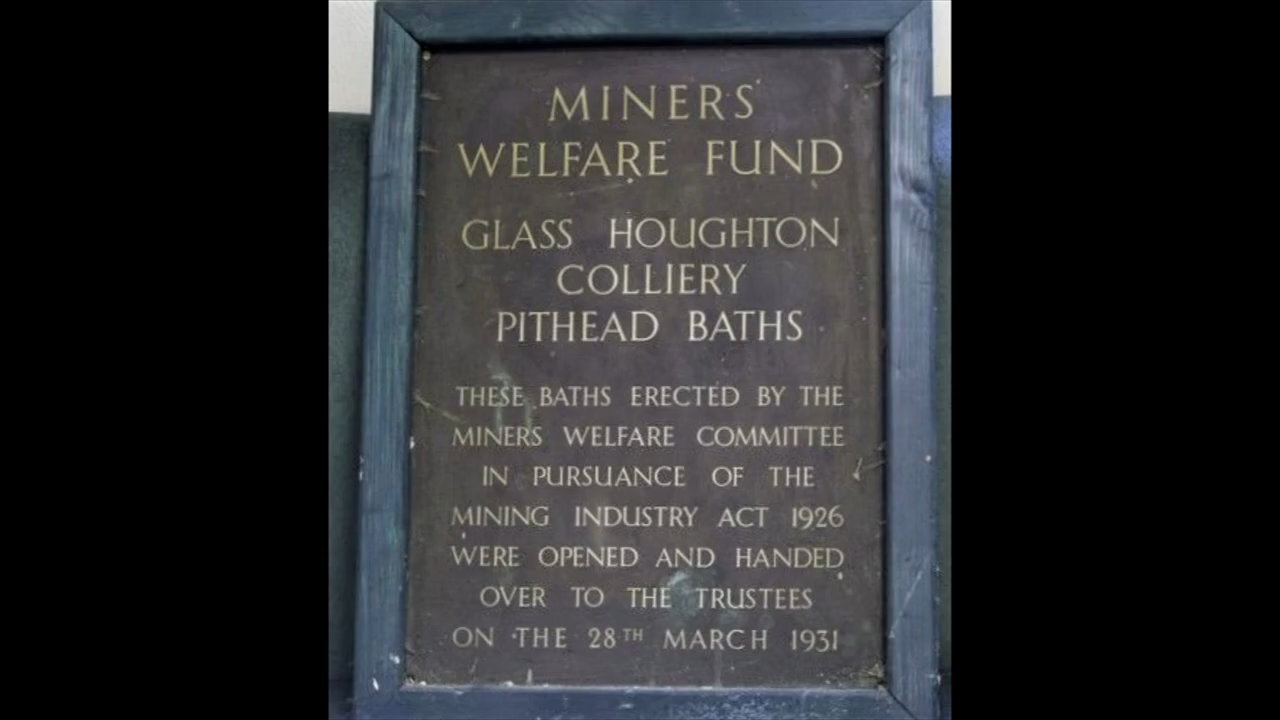 MINERS
WELFARE FUND
GLASS HOUGHTON
COLLIERY
PITHEAD BATHS
THESE BATHS ERECTED BY THE
MINERS WELFARE COMMITTEE
IN PURSUANCE OF THE
MINING INDUSTRY ACT 1926
WERE OPENED AND HANDED
OVER TO THE TRUSTEES
ON THE 28TH MARCH 1931